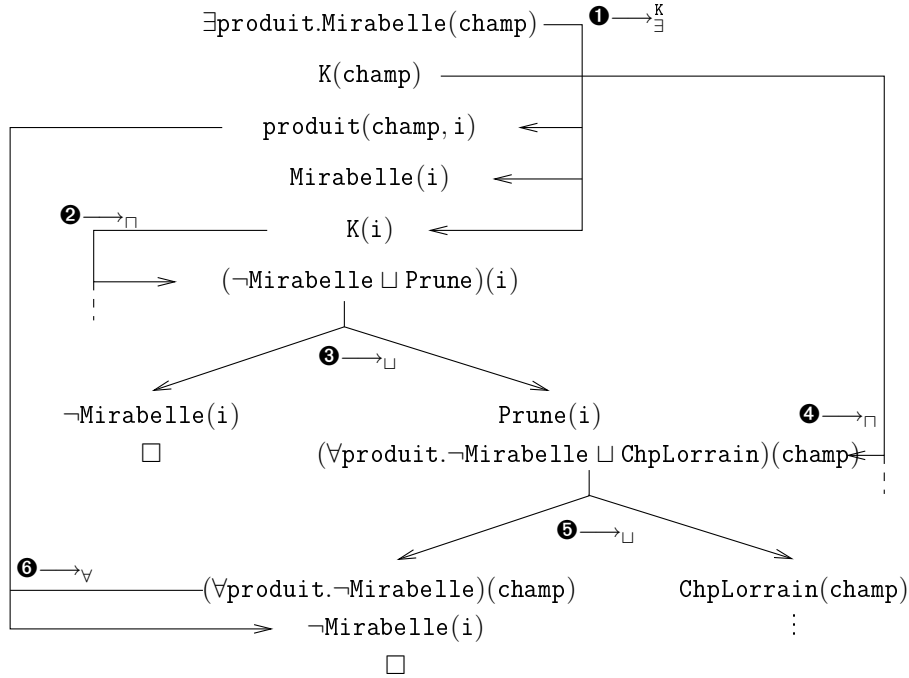 ∃produit.Mirabelle(champ) ❶ ⟶∃K
K(champ)
produit(champ, i)
Mirabelle(i)
❷ ⟶⊓ K(i)
(¬Mirabelle ⊔ Prune)(i)
❸ ⟶⊔
¬Mirabelle(i) Prune(i) ❹ ⟶⊓
□ (∀produit.¬Mirabelle ⊔ ChpLorrain)(champ)
❺ ⟶⊔
❻ ⟶∀ (∀produit.¬Mirabelle)(champ) ChpLorrain(champ)
¬Mirabelle(i) ⋮
□